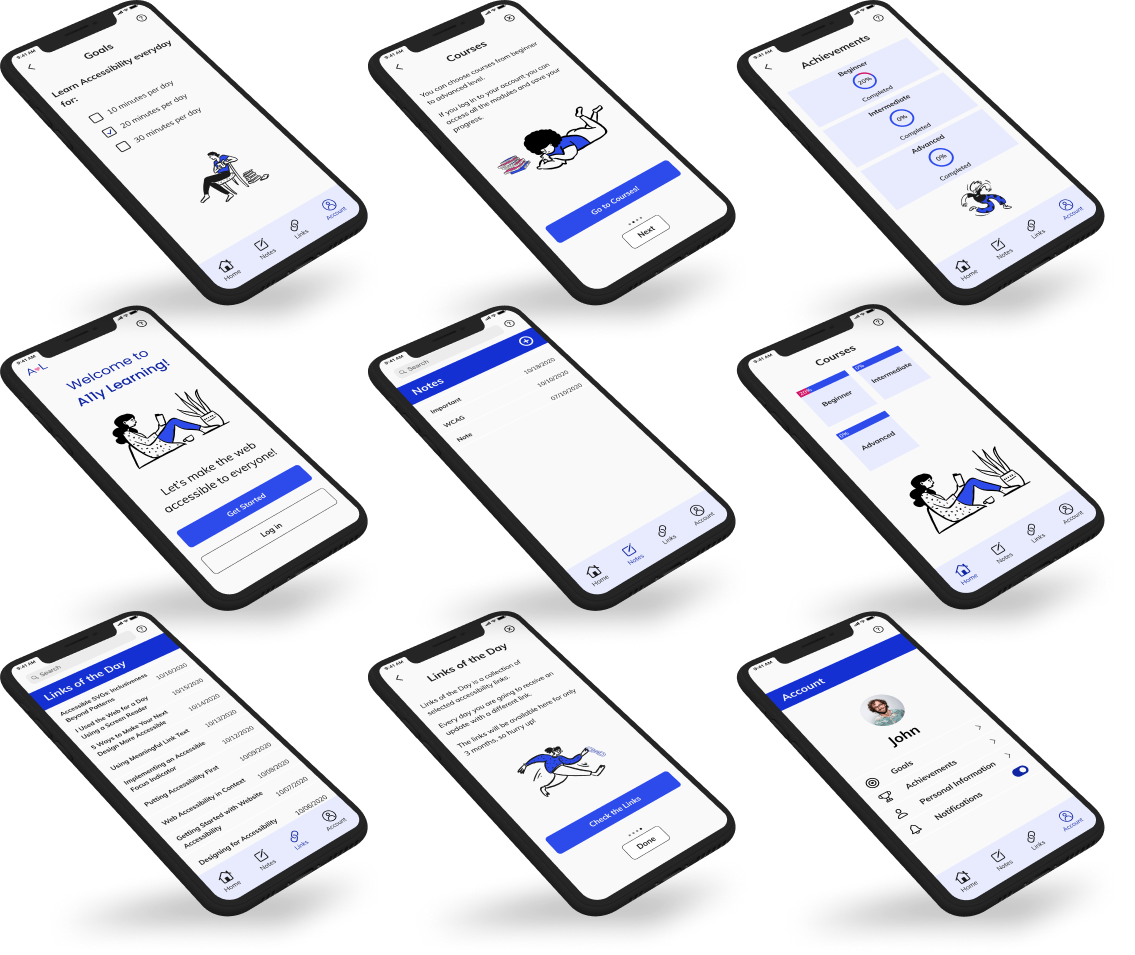 9:41 AM
Goals
Learn Accessibility everyday
for:
10 minutes per day
20 minutes per day
30 minutes per day
Home
Notes
Links
Account
9:41 AM
Courses
You can choose courses from beginner
to advanced level.
If you log in to your account you can
access all the modules and save your
progress.
Go to Courses!
Next
9:41 AM
Achievements
Beginner
20%
Completed
Intermediate
0%
Completed
Advanced
0%
Completed
Home
Notes
Links
Account
9:41 AM
A♥L
Welcome to
A11y Learning!
Let's make the web
accessible to everyone!
Get Started
Log in
9:41 AM
Search
Notes
Important 10/19/2020
WCAG 10/10/2020
Note 07/10/2020
Home
Notes
Links
Account
9:41 AM
Courses
20%
Beginner
0%
Intermediate
0%
Advanced
Home
Notes
Links
Account
9:41 AM
Search
Links of the Day
Accessible SVGs: Inclusiveness 10/16/2020
Beyond Patterns
I Used the Web for a Day 10/15/2020
Using a Screen Reader
5 Ways to Make Your Next 10/14/2020
Design More Accessible
Using Meaningful Link Text 10/13/2020
Implementing an Accessible 10/12/2020
Focus Indicator
Putting Accessibility First 10/09/2020
Web Accessibility in Context 10/08/2020
Getting Started with Website 10/07/2020
Accessibility
Designing for Accessibility 10/06/2020
Home
Notes
Links
Account
9:41 AM
Links of the Day
Links of the Day is a collection of
selected accessibility links.
Every day you are going to receive an
update with a different link.
The links will be available here for only
3 months, so hurry up!
Check the Links
Done
9:41 AM
Account
John
Goals
Achievements
Personal Information
Notifications
Home
Notes
Links
Account